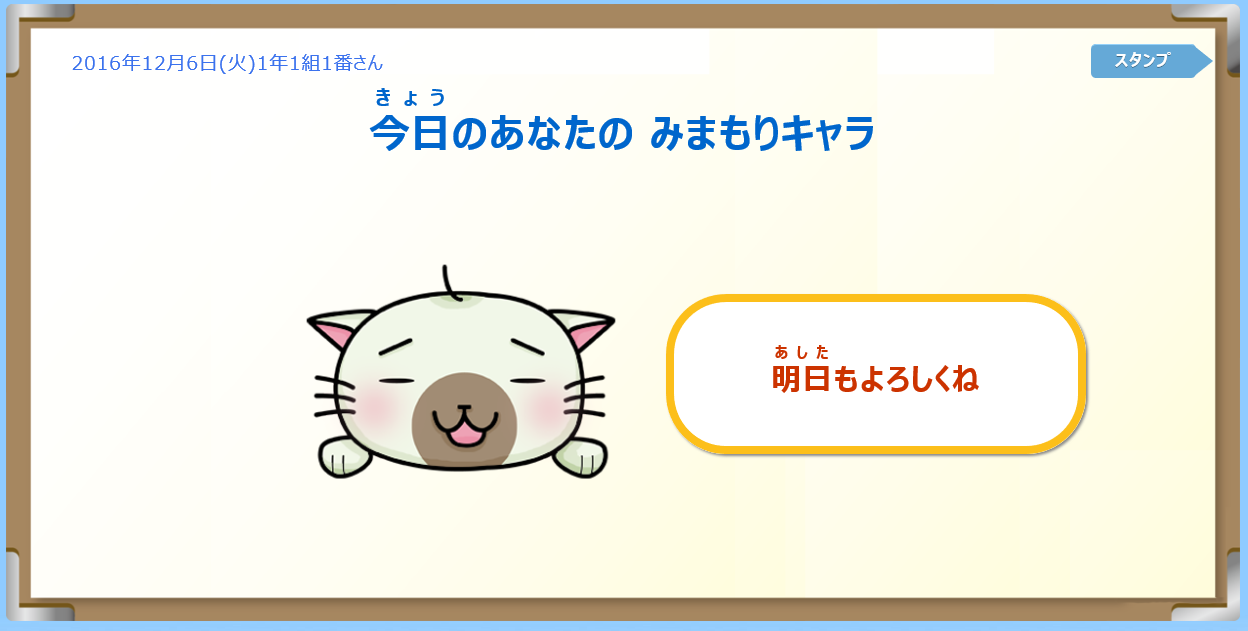 2016年12月6日(火)1年1組1番さん
スタンプ
きょう
今日のあなたの みまもりキャラ
あした
明日もよろしくね